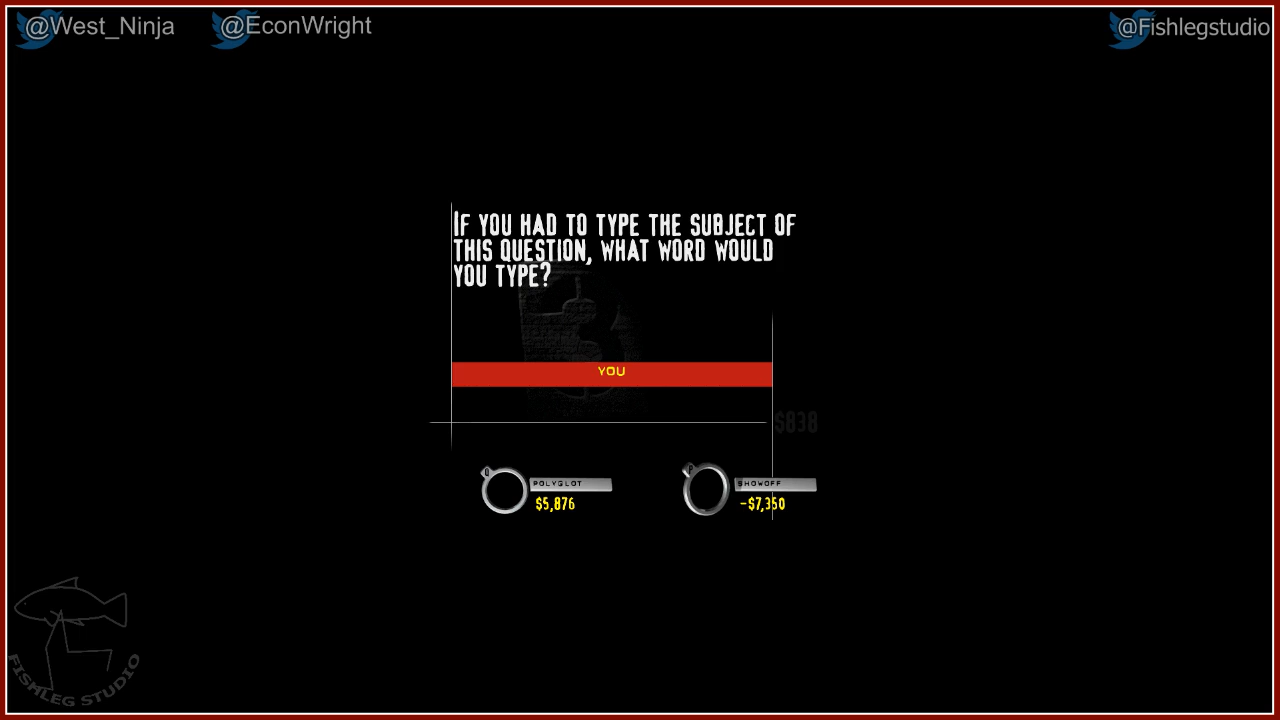 @West_Ninja @EconWright @Fishlegstudio
IF YOU HAD TO TYPE THE SUBJECT OF
THIS QUESTION, WHAT WORD WOULD
YOU TYPE?
3
YOU
$838
Q P
POLYGLOT SHOWOFF
$5,876 -$7,350
FISHLEG STUDIO